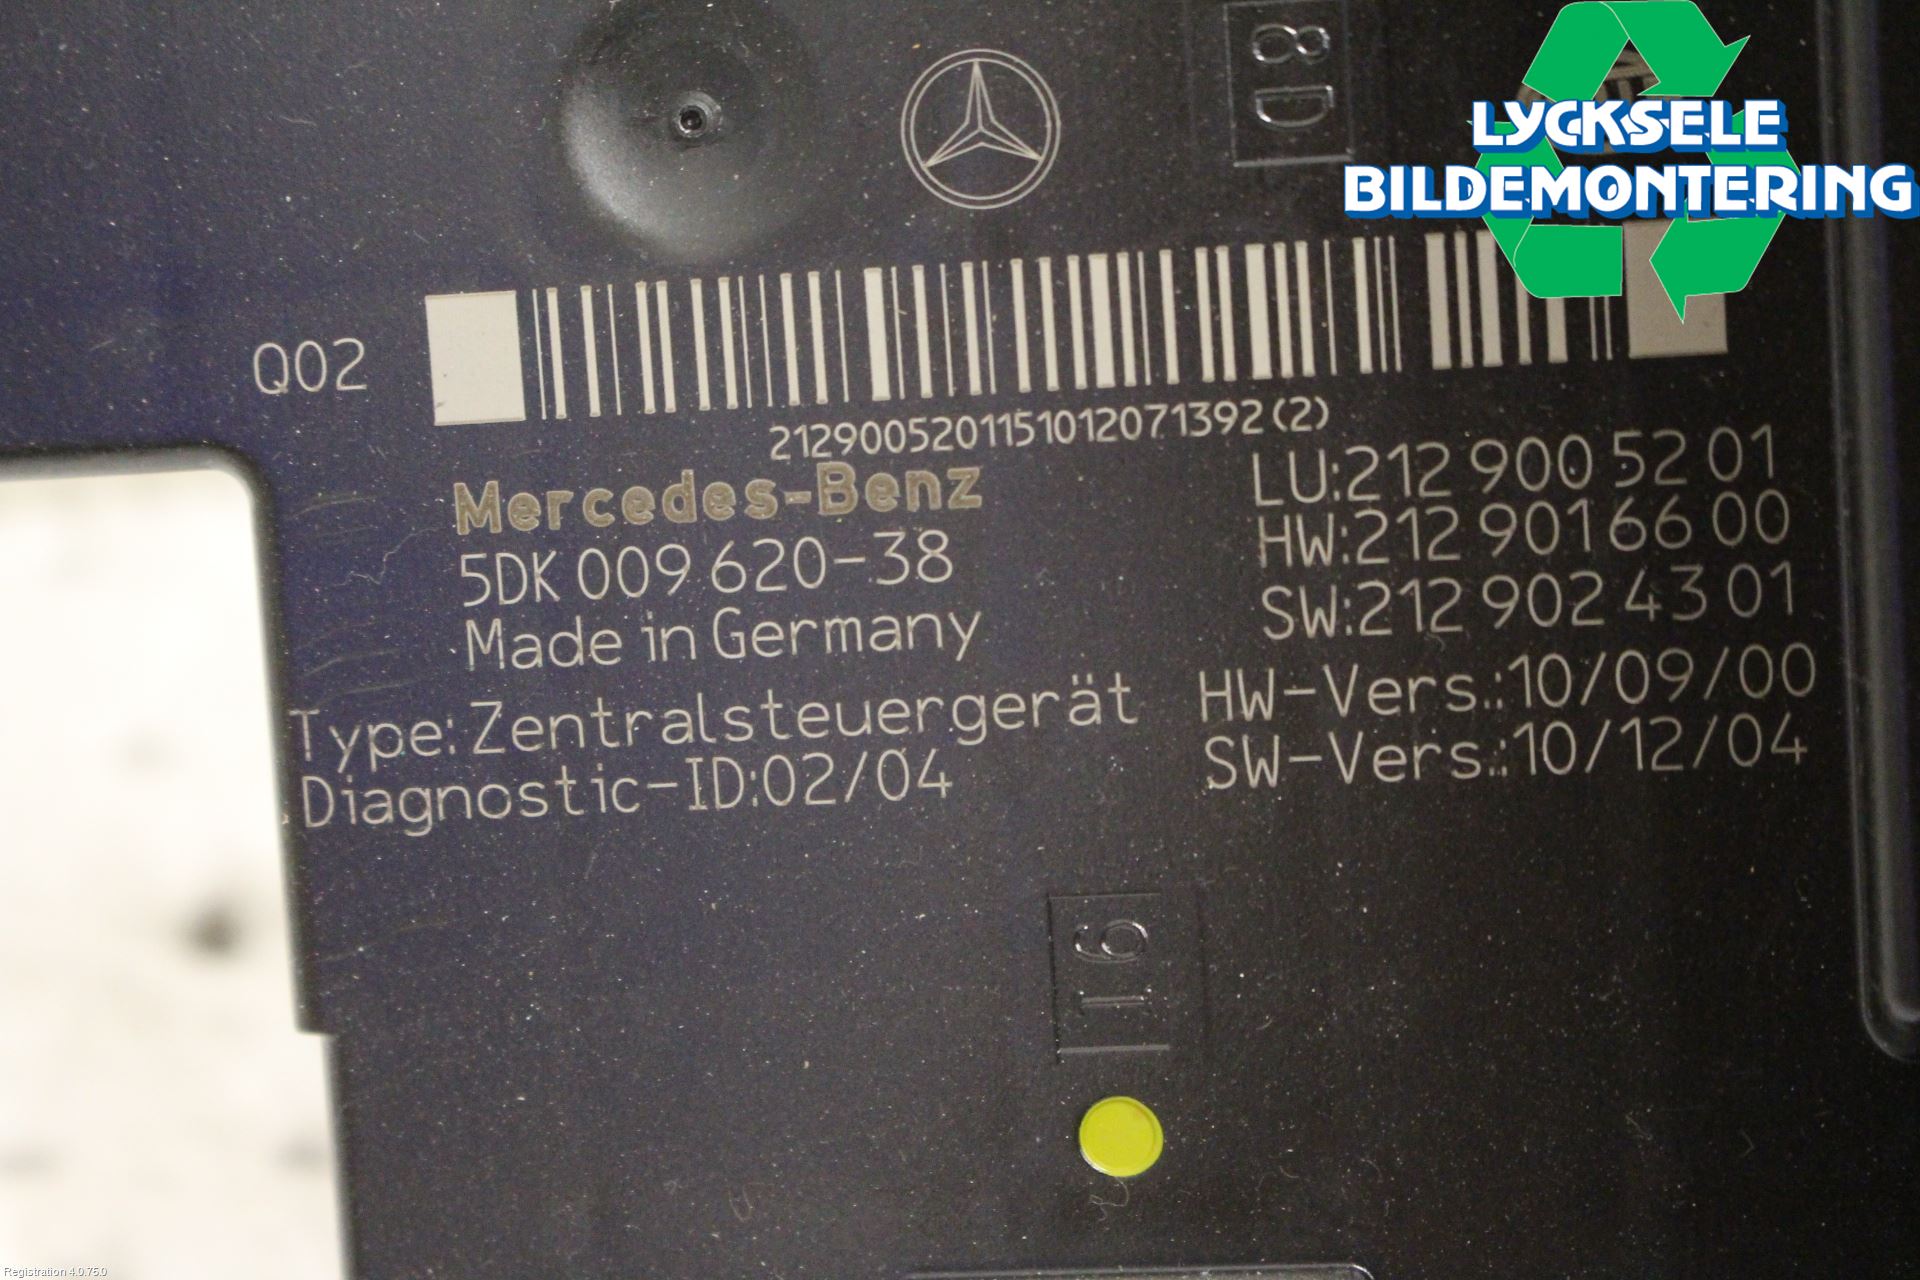 D8
LYCKSELE
BILDEMONTERING
Q02
2129005201151012071392(2)
Mercedes-Benz
5DK 009 620-38
Made in Germany
Type: Zentralsteuergerät
Diagnostic-ID:02/04
LU:212 900 52 01
HW:212 901 66 00
SW:212 902 43 01
HW-Vers.:10/09/00
SW-Vers.:10/12/04
16
Registration 4.0.75.0